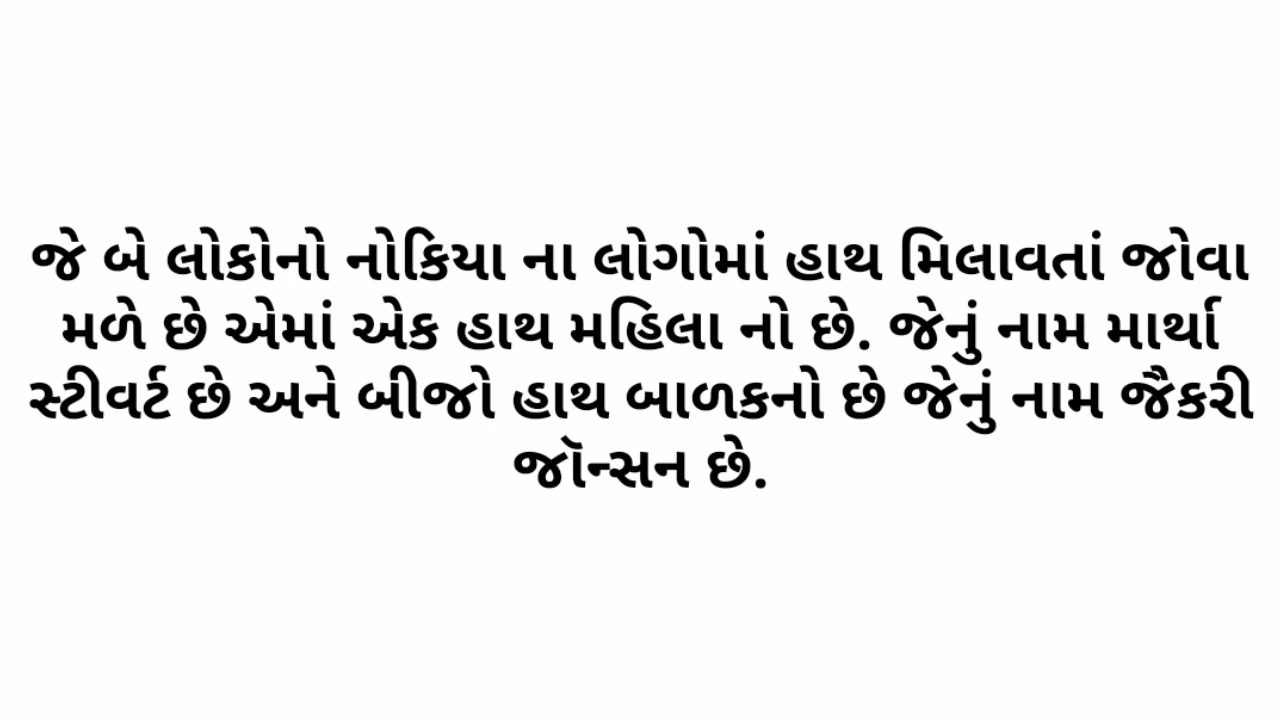 જે બે લોકોનો નોકિયા ના લોગોમાં હાથ મિલાવતાં જોવા
મળે છે એમાં એક હાથ મહિલા નો છે. જેનું નામ માર્થા
સ્ટીવર્ટ છે અને બીજો હાથ બાળકનો છે જેનું નામ જૈકરી
જૉન્સન છે.